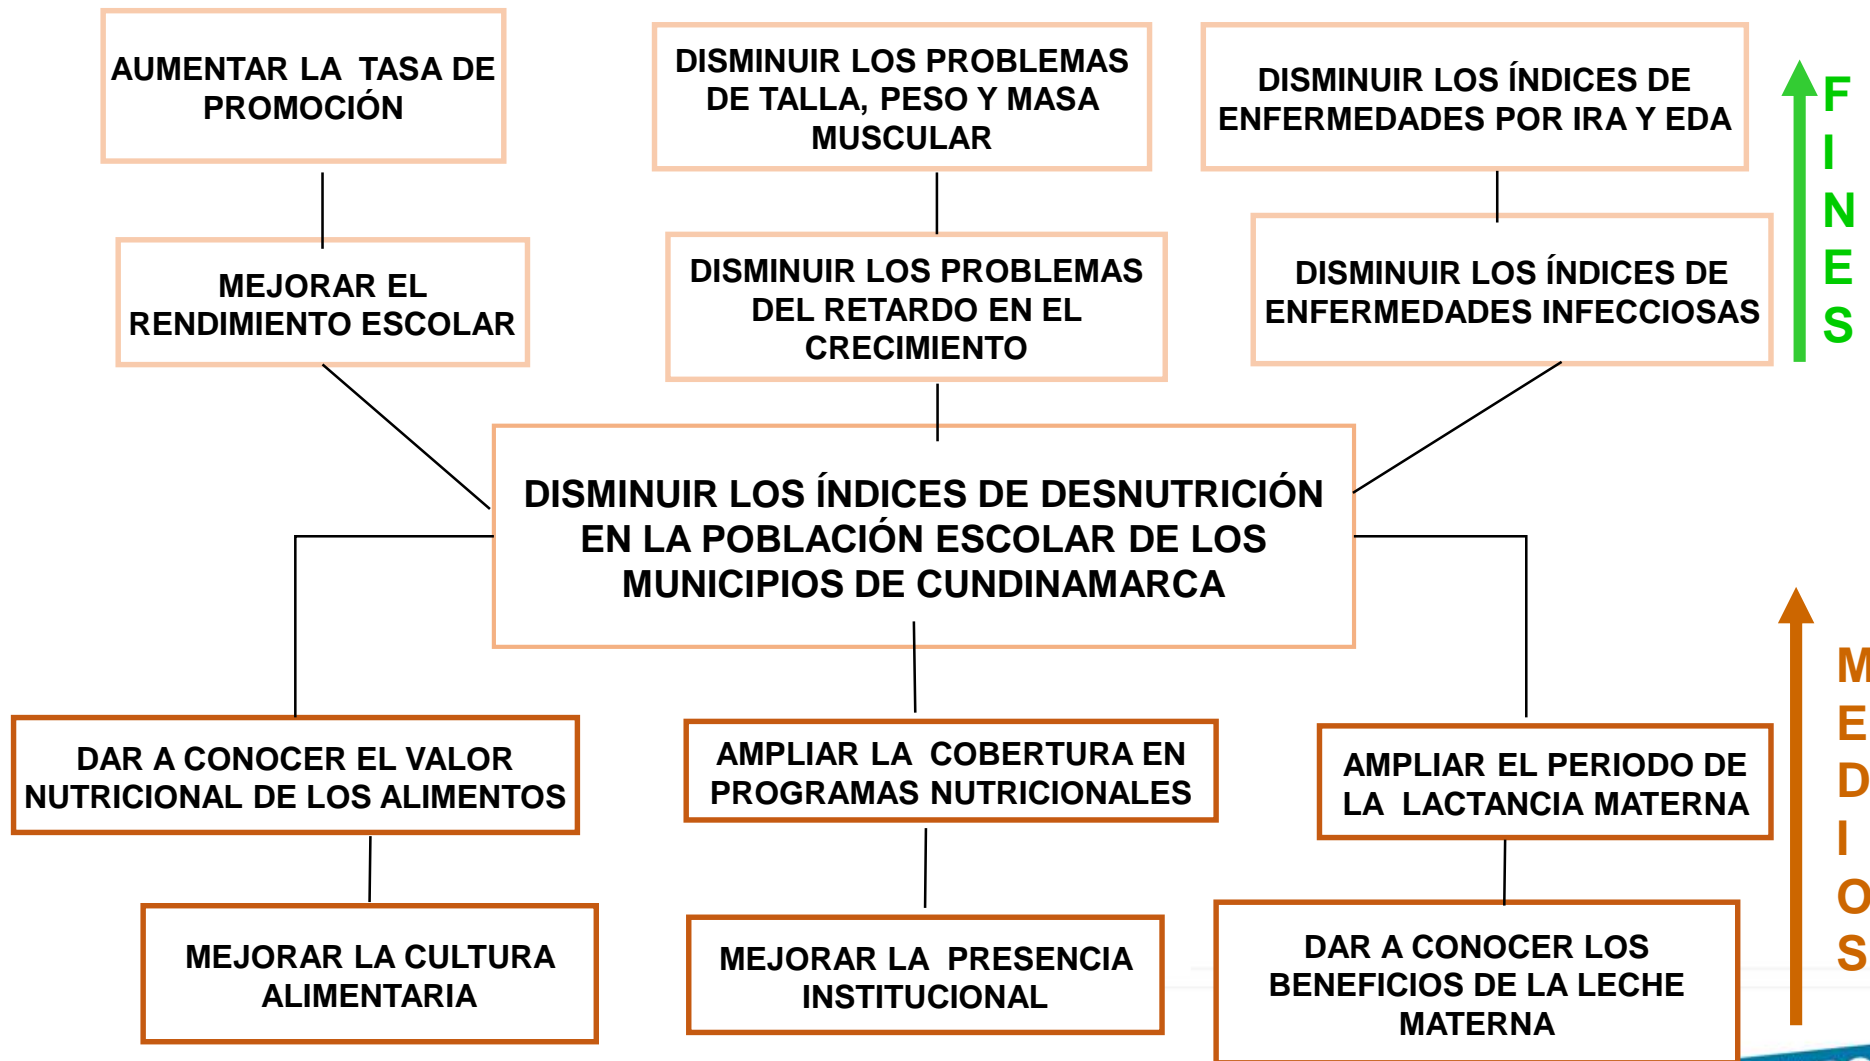 AUMENTAR LA TASA DE
PROMOCIÓN
DISMINUIR LOS PROBLEMAS
DE TALLA, PESO Y MASA
MUSCULAR
DISMINUIR LOS ÍNDICES DE
ENFERMEDADES POR IRA Y EDA
MEJORAR EL
RENDIMIENTO ESCOLAR
DISMINUIR LOS PROBLEMAS
DEL RETARDO EN EL
CRECIMIENTO
DISMINUIR LOS ÍNDICES DE
ENFERMEDADES INFECCIOSAS
F
I
N
E
S
DISMINUIR LOS ÍNDICES DE DESNUTRICIÓN
EN LA POBLACIÓN ESCOLAR DE LOS
MUNICIPIOS DE CUNDINAMARCA
DAR A CONOCER EL VALOR
NUTRICIONAL DE LOS ALIMENTOS
AMPLIAR LA COBERTURA EN
PROGRAMAS NUTRICIONALES
AMPLIAR EL PERIODO DE
LA LACTANCIA MATERNA
MEJORAR LA CULTURA
ALIMENTARIA
MEJORAR LA PRESENCIA
INSTITUCIONAL
DAR A CONOCER LOS
BENEFICIOS DE LA LECHE
MATERNA
M
E
D
I
O
S